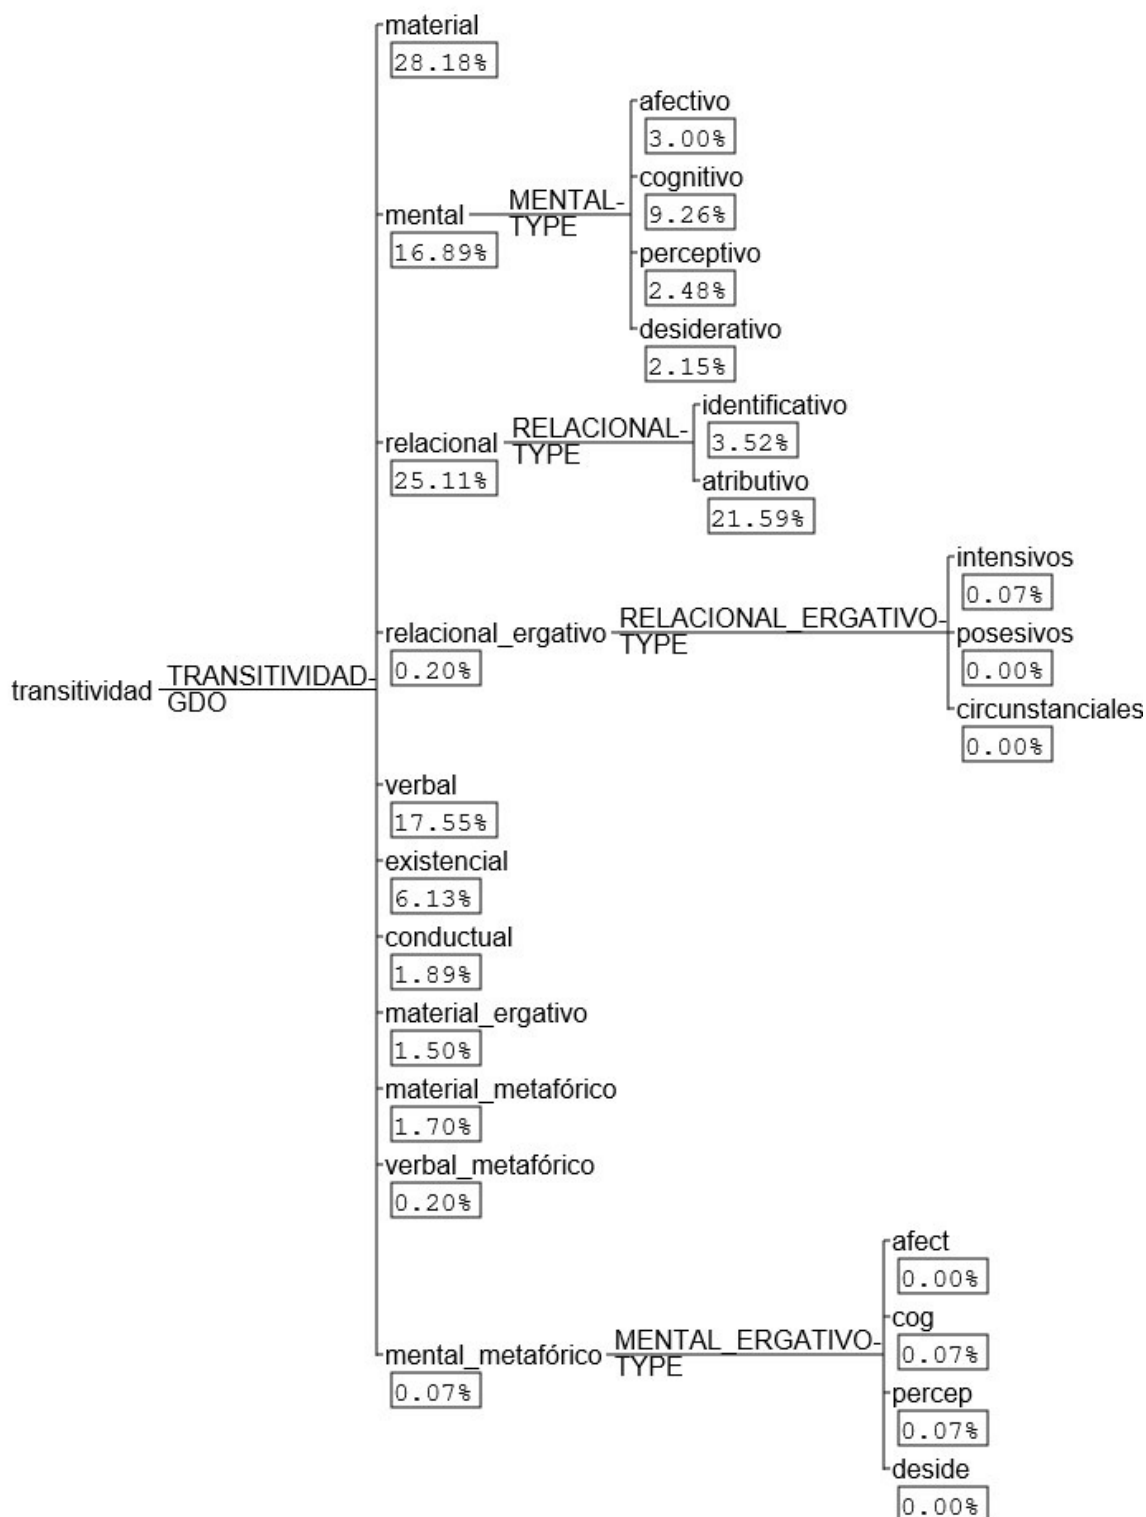 material
28.18%
afectivo
3.00%
cognitivo
9.26%
mental
MENTAL-
TYPE
16.89%
perceptivo
2.48%
desiderativo
2.15%
identificativo
3.52%
relacional
RELACIONAL-
TYPE
25.11%
atributivo
21.59%
intensivos
0.07%
relacional_ergativo
RELACIONAL_ERGATIVO-
TYPE
0.20%
posesivos
0.00%
circunstanciales
0.00%
transitividad
TRANSITIVIDAD-
GDO
verbal
17.55%
existencial
6.13%
conductual
1.89%
material_ergativo
1.50%
material_metafórico
1.70%
verbal_metafórico
0.20%
afect
0.00%
cog
0.07%
mental_metafórico
MENTAL_ERGATIVO-
TYPE
0.07%
percep
0.07%
deside
0.00%